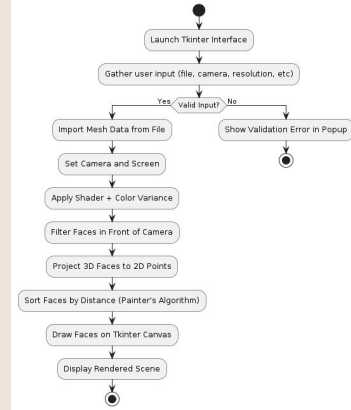 Launch Tkinter Interface
Gather user input (file, camera, resolution, etc)
Yes
Valid Input?
No
Import Mesh Data from File
Show Validation Error in Popup
Set Camera and Screen
Apply Shader + Color Variance
Filter Faces in Front of Camera
Project 3D Faces to 2D Points
Sort Faces by Distance (Painter's Algorithm)
Draw Faces on Tkinter Canvas
Display Rendered Scene